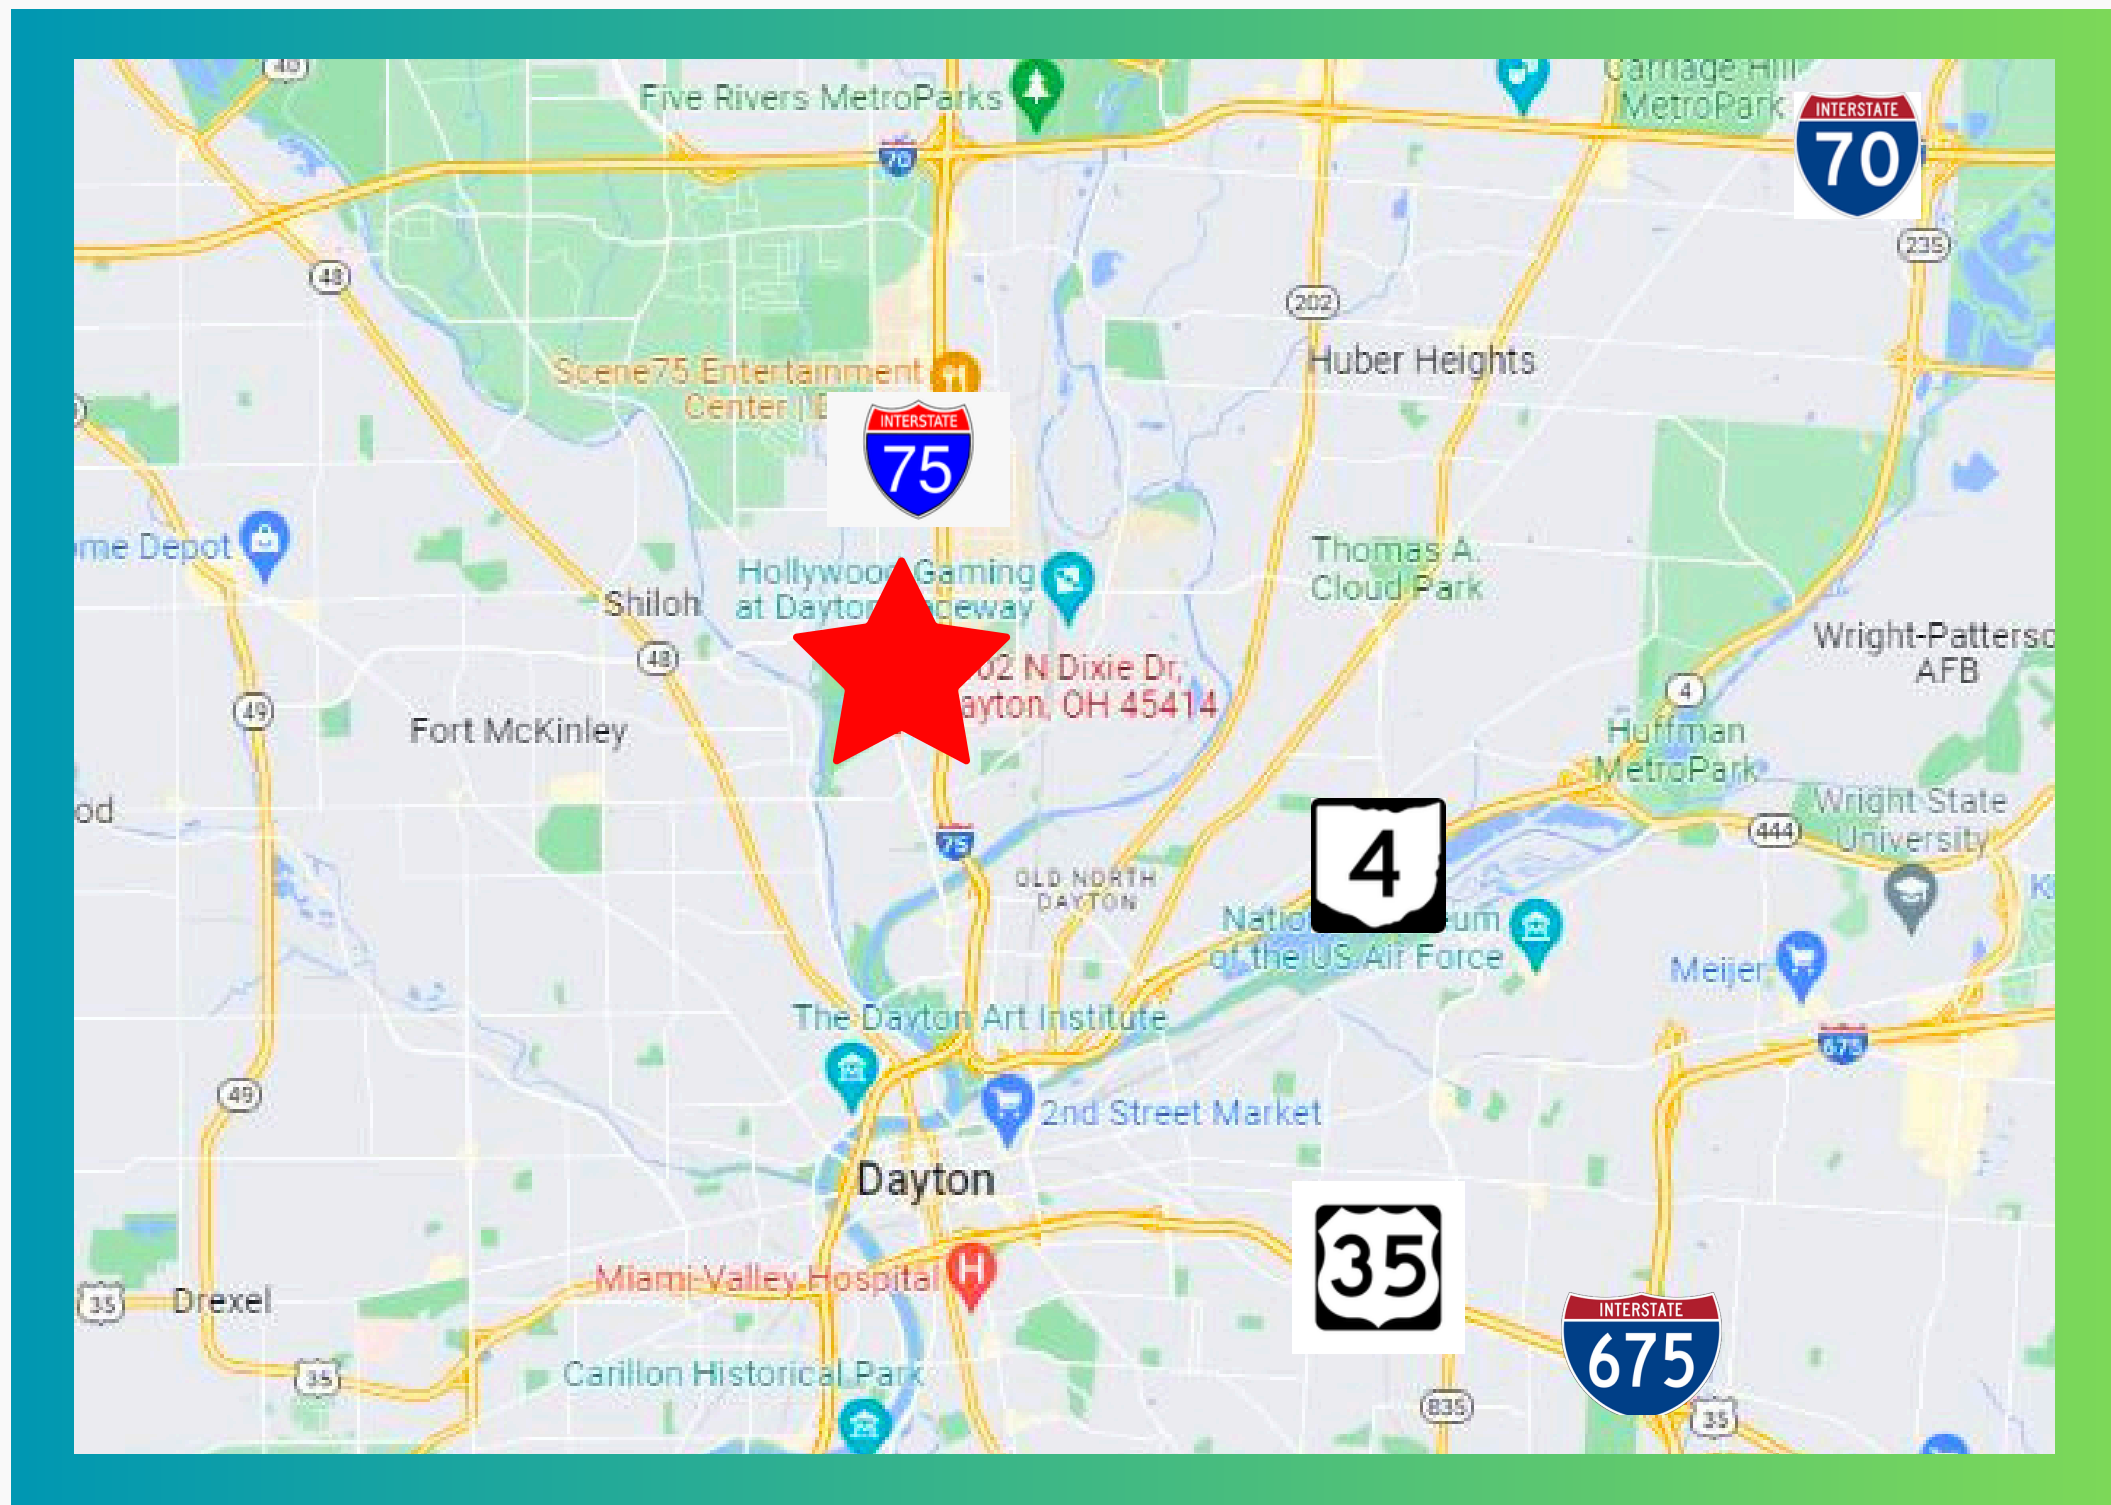 40
Five Rivers MetroParks
Carriage Hill
MetroPark
INTERSTATE
70
70
235
48
202
Huber Heights
Scene75 Entertainment
Center |
INTERSTATE
75
Home Depot
Hollywood Gaming
at Dayton Raceway
Thomas A.
Cloud Park
Shiloh
48
02 N Dixie Dr,
ayton, OH 45414
Wright-Patterso
AFB
4
49
Fort McKinley
Huffman
MetroPark
od
Wright State
University
444
75
4
OLD NORTH
DAYTON
Natio um
of the US Air Force
Meijer
The Dayton Art Institute
675
49
2nd Street Market
Dayton
35
Miami Valley Hospital
35
Drexel
INTERSTATE
675
35
Carillon Historical Park
835
35